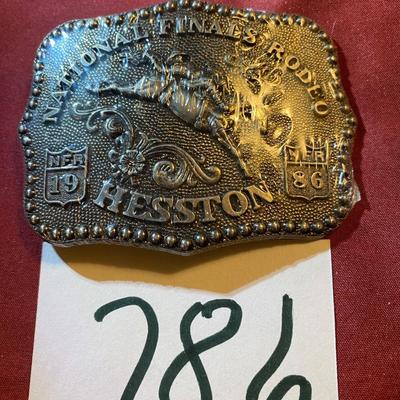 NATIONAL FINALS RODEO
NFR NFR
19 86
HESSTON
786